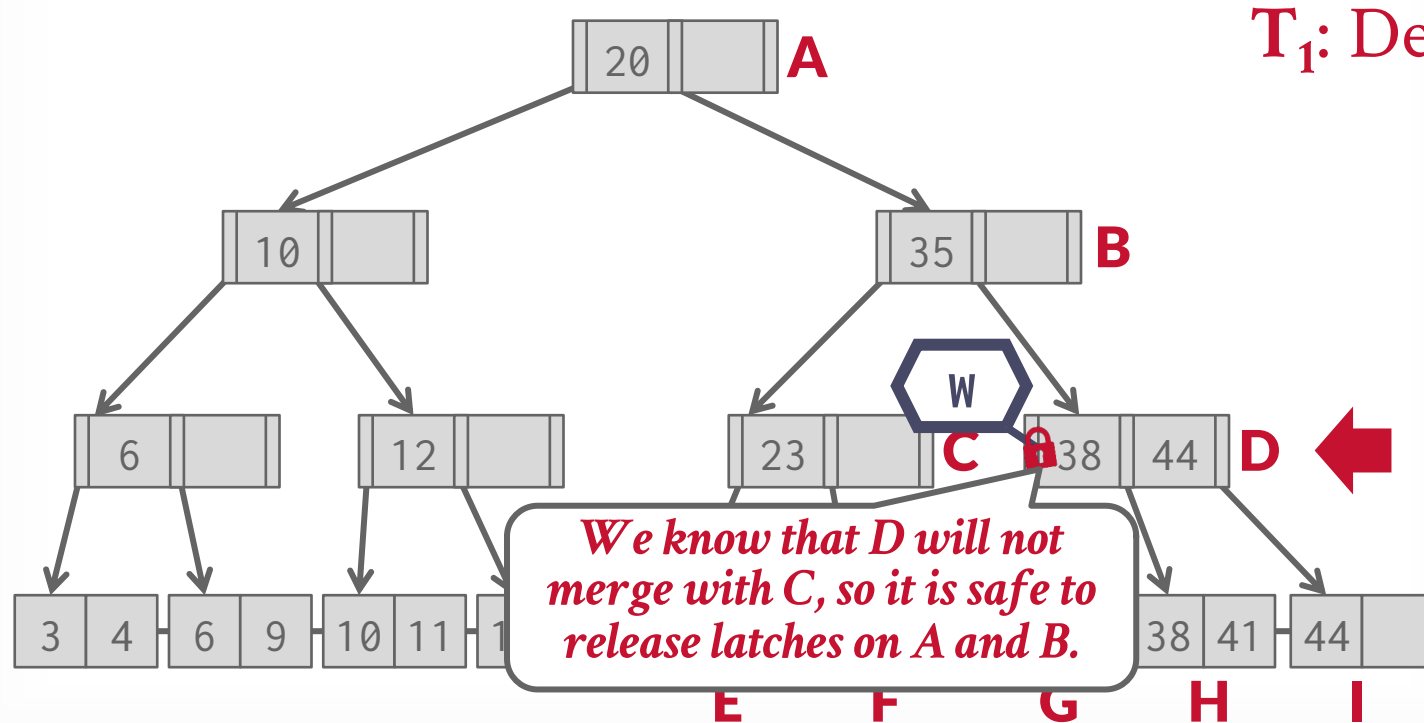 T₁: De
20 A
10 35 B
W
6 12 23 C 38 44 D
We know that D will not
merge with C, so it is safe to
release latches on A and B.
3 4 6 9 10 11 1 38 41 44
E F G H I